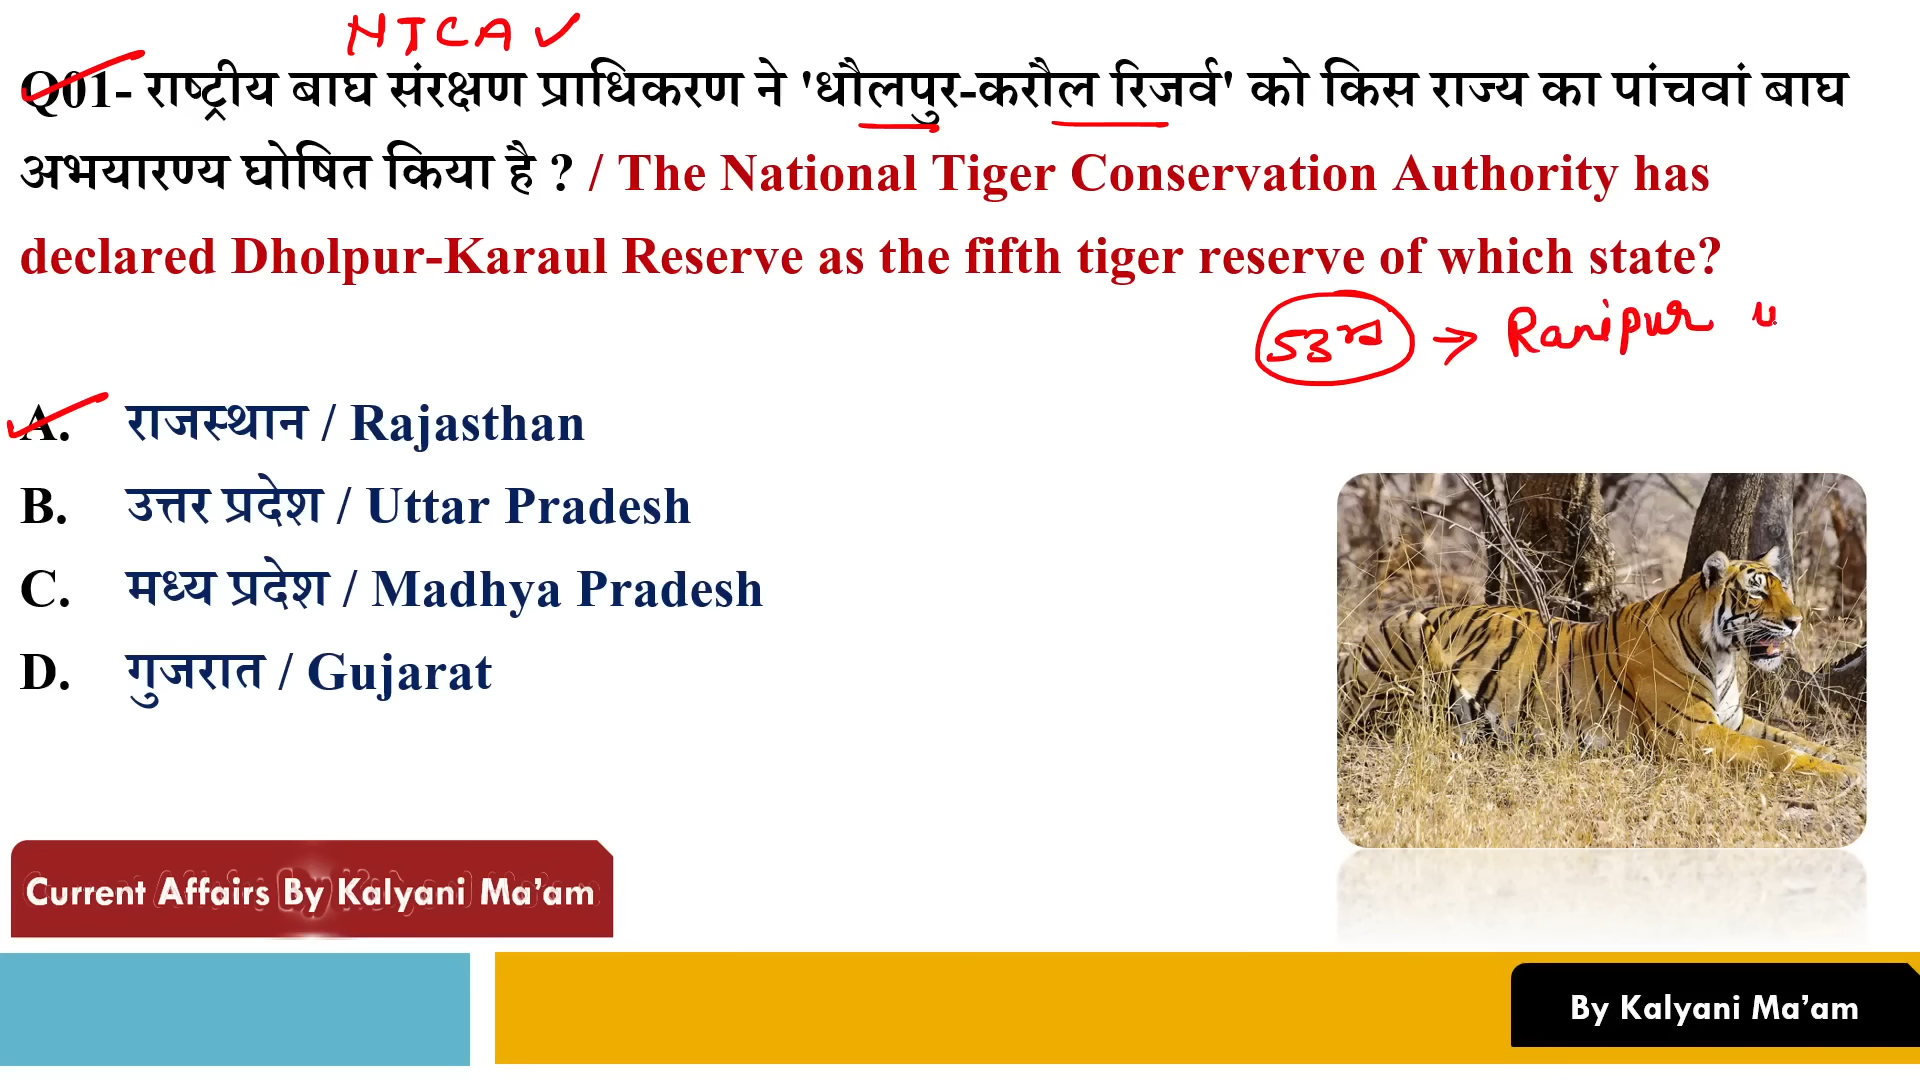 NTCA
Q01- राष्ट्रीय बाघ संरक्षण प्राधिकरण ने 'धौलपुर-करौल रिजर्व' को किस राज्य का पांचवां बाघ
अभयारण्य घोषित किया है ? / The National Tiger Conservation Authority has
declared Dholpur-Karaul Reserve as the fifth tiger reserve of which state?
53rd → Ranipur
A. राजस्थान / Rajasthan
B. उत्तर प्रदेश / Uttar Pradesh
C. मध्य प्रदेश / Madhya Pradesh
D. गुजरात / Gujarat
Current Affairs By Kalyani Ma'am
By Kalyani Ma'am